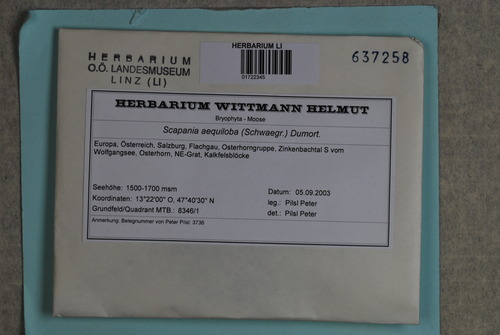 HERBARIUM
O.Ö. LANDESMUSEUM
LINZ (LI)
HERBARIUM LI
01722345
637258
HERBARIUM WITTMANN HELMUT
Bryophyta - Moose
Scapania aequiloba (Schwaegr.) Dumort.
Europa, Österreich, Salzburg, Flachgau, Osterhorngruppe, Zinkenbachtal S vom
Wolfgangsee, Osterhorn, NE-Grat, Kalkfelsblöcke
Seehöhe: 1500-1700 msm
Datum: 05.09.2003
Koordinaten: 13°22'00" O, 47°40'30" N
leg.: Pilsl Peter
Grundfeld/Quadrant MTB.: 8346/1
det.: Pilsl Peter
Anmerkung: Belegnummer von Peter Pilsl: 3736